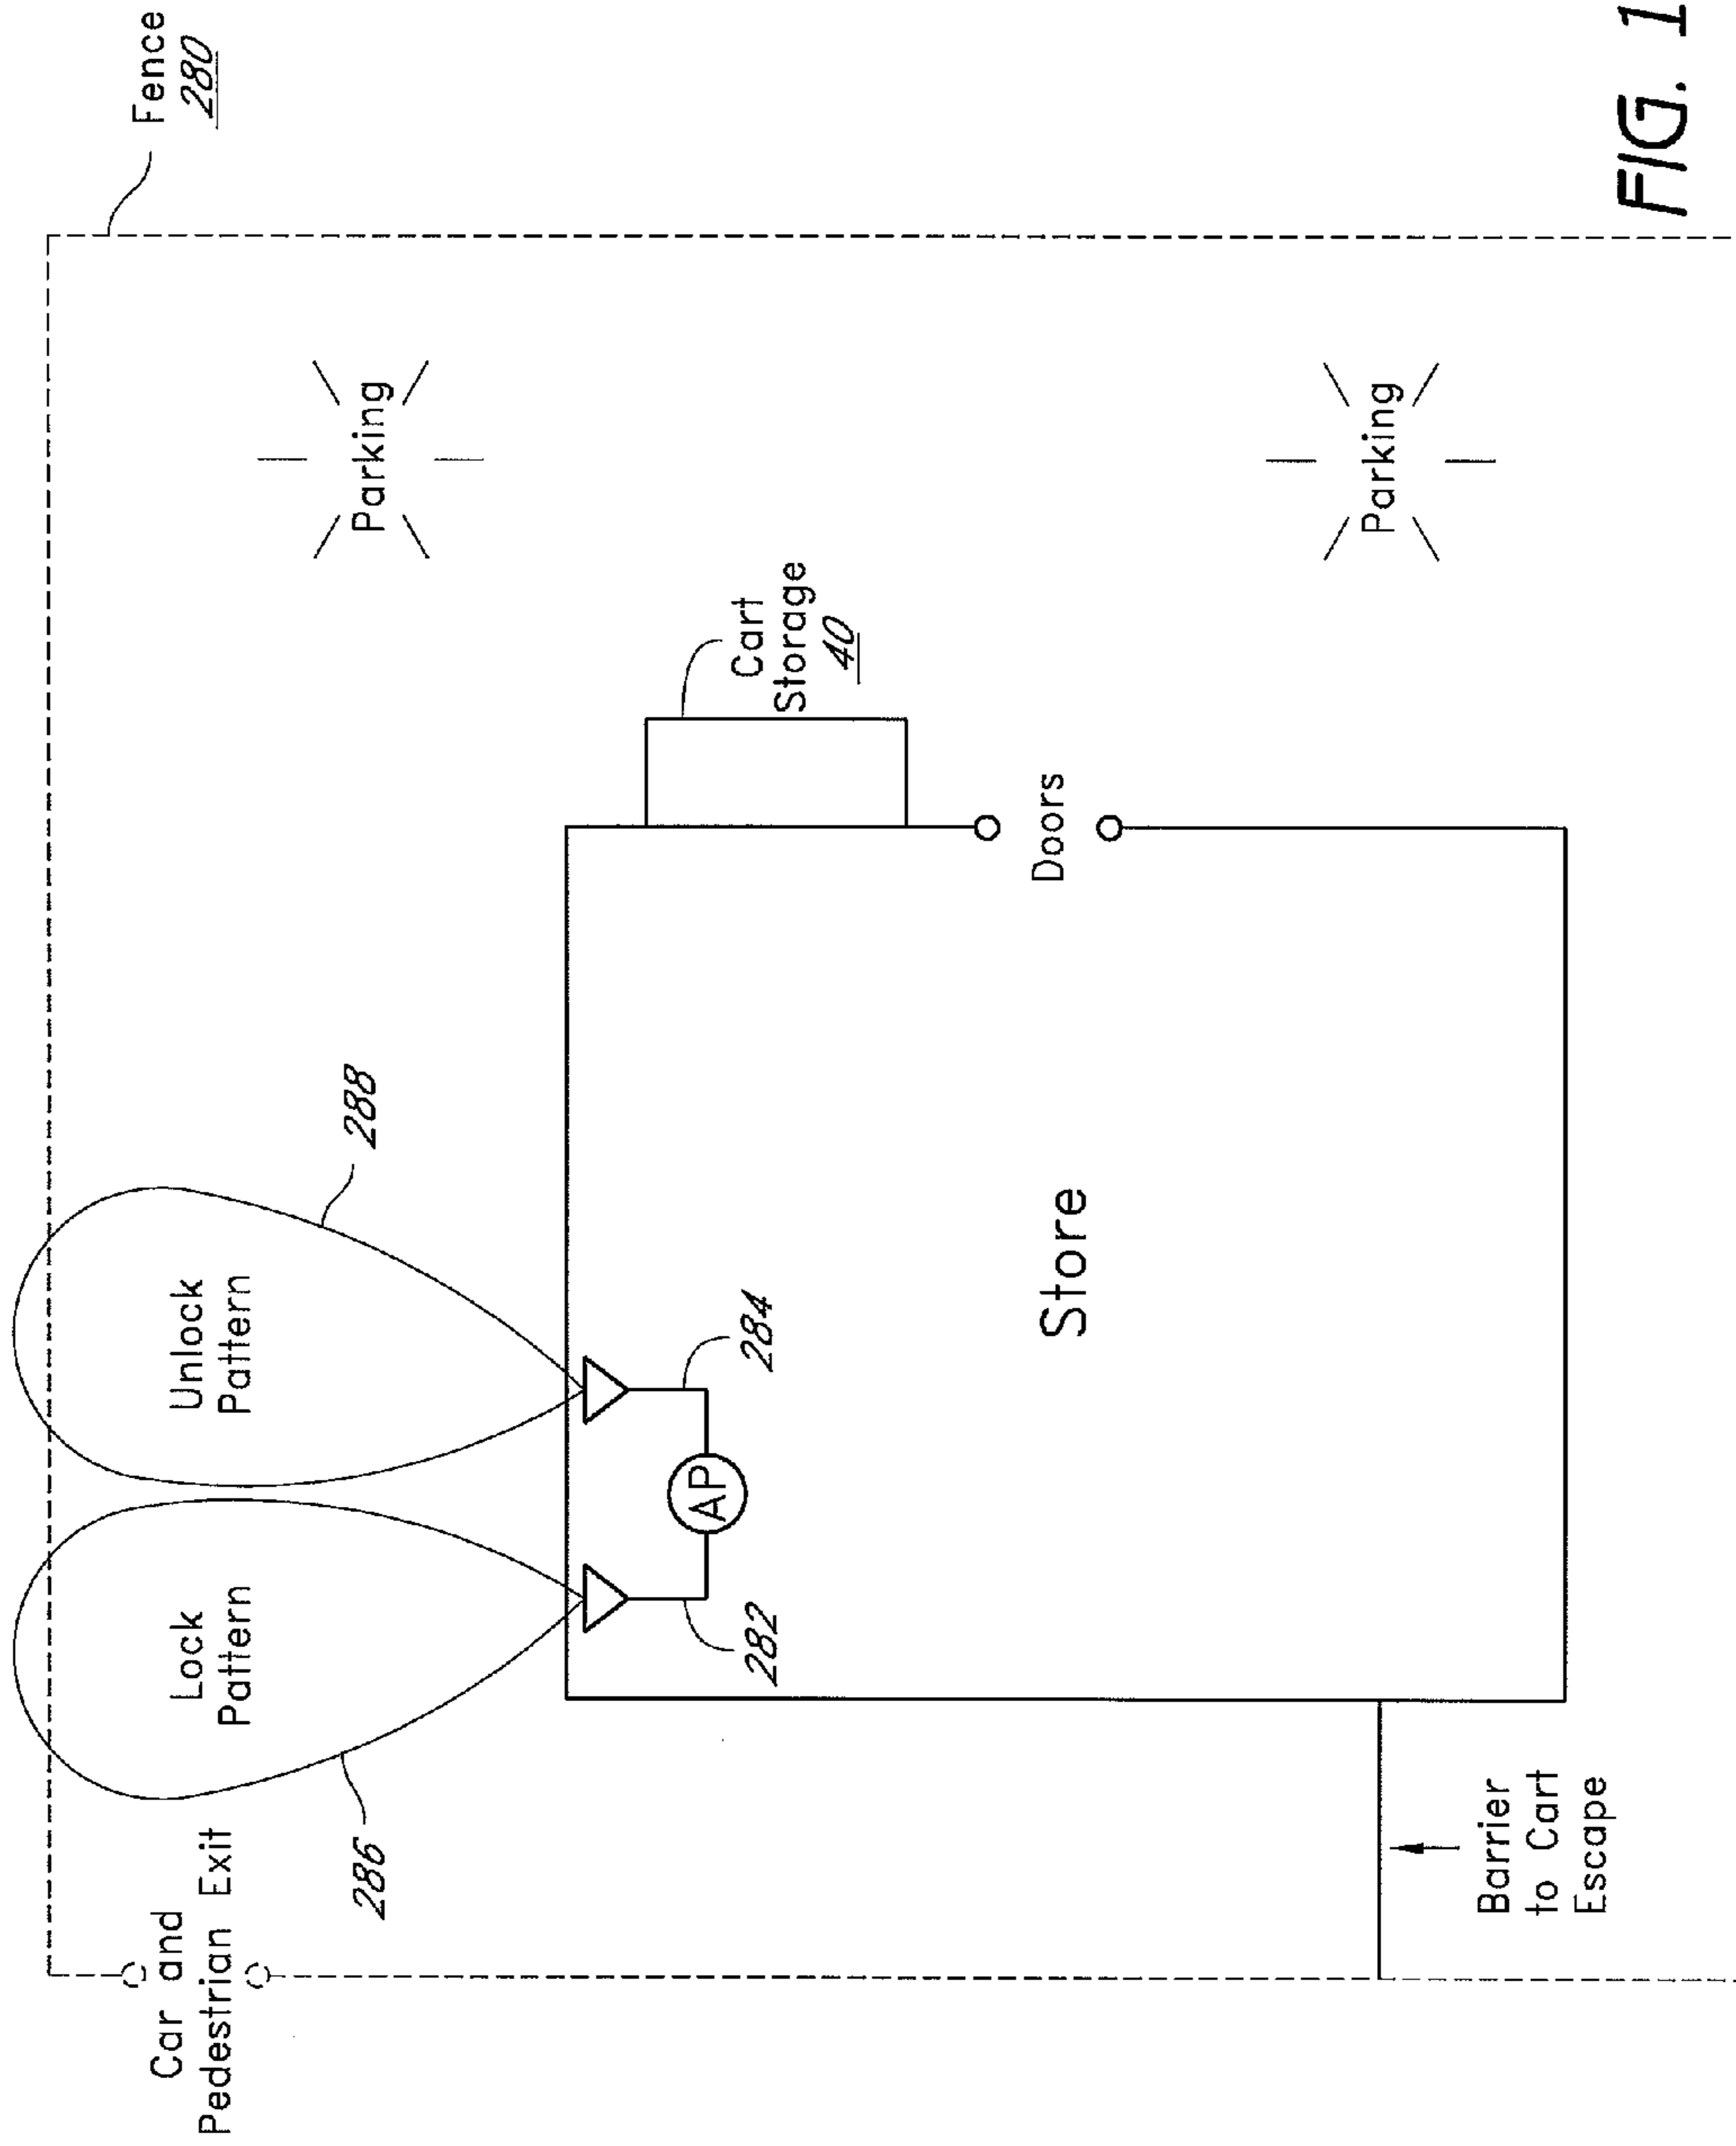 Fence
280
Car and
Pedestrian Exit
Lock
Pattern
286
Unlock
Pattern
288
Parking
282
AP
284
Cart
Storage
40
Doors
Store
Parking
Barrier
to Cart
Escape
FIG. 1